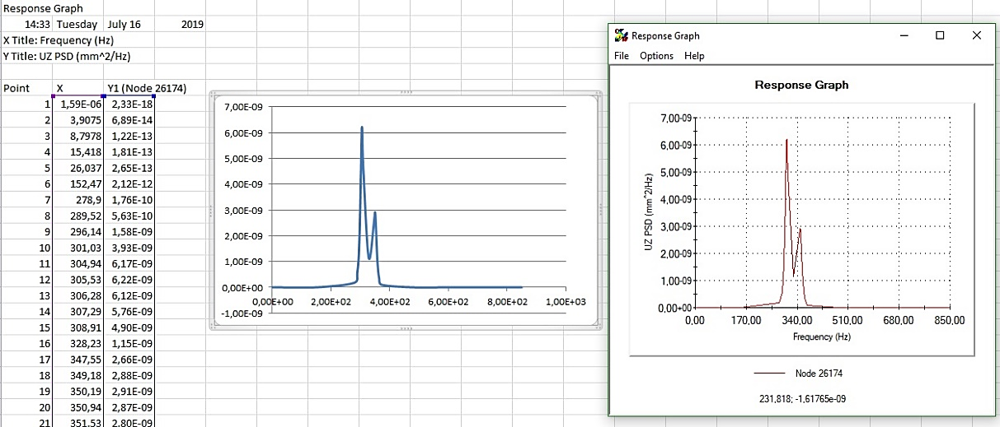 Response Graph
14:33 Tuesday July 16 2019
X Title: Frequency (Hz)
Y Title: UZ PSD (mm^2/Hz)
Point X Y1 (Node 26174)
1 1,59E-06 2,33E-18
2 3,9075 6,89E-14
3 8,7978 1,22E-13
4 15,418 1,81E-13
5 26,037 2,65E-13
6 152,47 2,12E-12
7 278,9 1,76E-10
8 289,52 5,63E-10
9 296,14 1,58E-09
10 301,03 3,93E-09
11 304,94 6,17E-09
12 305,53 6,22E-09
13 306,28 6,12E-09
14 307,29 5,76E-09
15 308,91 4,90E-09
16 328,23 1,15E-09
17 347,55 2,66E-09
18 349,18 2,88E-09
19 350,19 2,91E-09
20 350,94 2,87E-09
21 351,53 2,80E-09
7,00E-09
6,00E-09
5,00E-09
4,00E-09
3,00E-09
2,00E-09
1,00E-09
0,00E+00
-1,00E-09
0,00E+00 2,00E+02 4,00E+02 6,00E+02 8,00E+02 1,00E+03
Response Graph
File Options Help
Response Graph
7,00-09
6,00-09
5,00-09
4,00-09
3,00-09
2,00-09
1,00-09
0,00+00
UZ PSD (mm^2/Hz)
0,00 170,00 340,00 510,00 680,00 850,00
Frequency (Hz)
Node 26174
231,818; -1,61765e-09